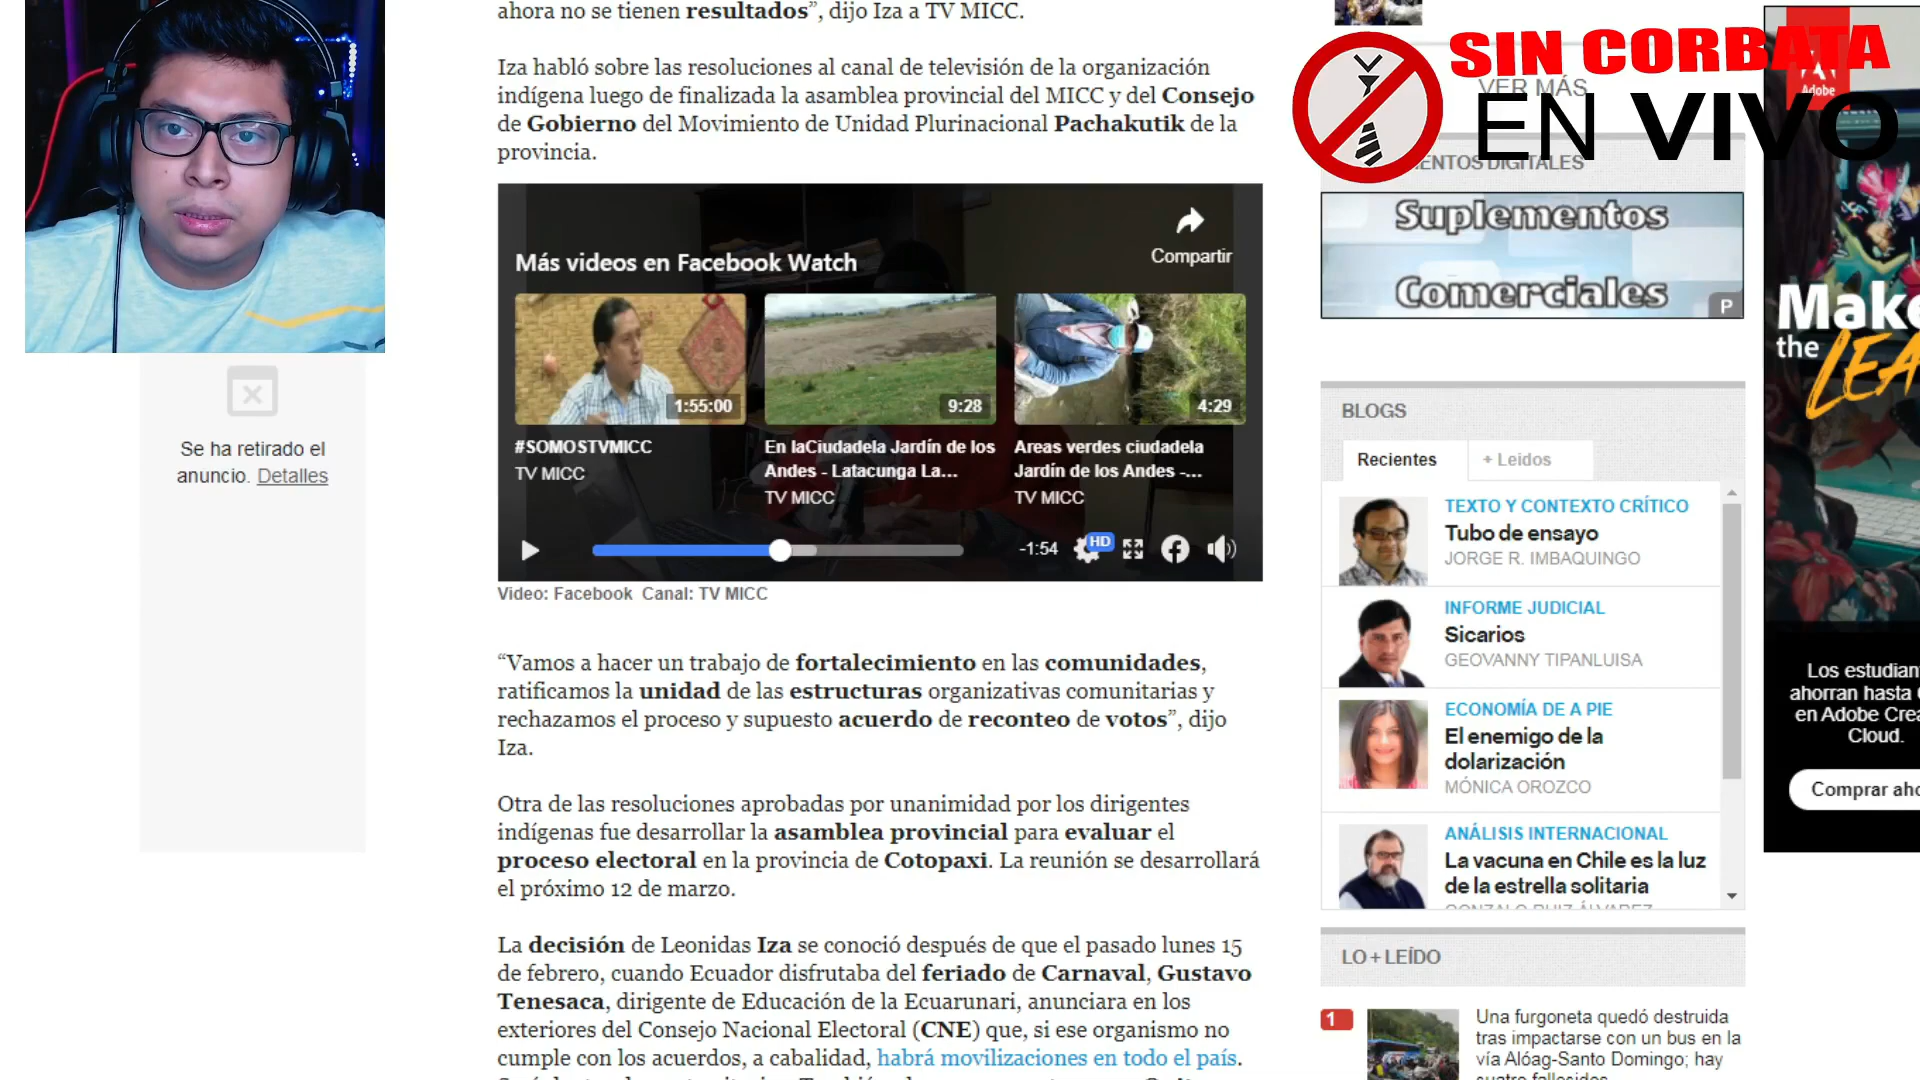 ahora no se tienen resultados”, dijo Iza a TV MICC.
Iza habló sobre las resoluciones al canal de televisión de la organización
indígena luego de finalizada la asamblea provincial del MICC y del Consejo
de Gobierno del Movimiento de Unidad Plurinacional Pachakutik de la
provincia.
Más videos en Facebook Watch
Compartir
1:55:00
9:28
4:29
#SOMOSTVMICC
TV MICC
En laCiudadela Jardín de los
Andes - Latacunga La...
TV MICC
Areas verdes ciudadela
Jardín de los Andes -...
TV MICC
-1:54
HD
Video: Facebook Canal: TV MICC
“Vamos a hacer un trabajo de fortalecimiento en las comunidades,
ratificamos la unidad de las estructuras organizativas comunitarias y
rechazamos el proceso y supuesto acuerdo de reconteo de votos”, dijo
Iza.
Otra de las resoluciones aprobadas por unanimidad por los dirigentes
indígenas fue desarrollar la asamblea provincial para evaluar el
proceso electoral en la provincia de Cotopaxi. La reunión se desarrollará
el próximo 12 de marzo.
La decisión de Leonidas Iza se conoció después de que el pasado lunes 15
de febrero, cuando Ecuador disfrutaba del feriado de Carnaval, Gustavo
Tenesaca, dirigente de Educación de la Ecuarunari, anunciara en los
exteriores del Consejo Nacional Electoral (CNE) que, si ese organismo no
cumple con los acuerdos, a cabalidad, habrá movilizaciones en todo el país.
Se ha retirado el
anuncio. Detalles
SIN CORBATA
EN VIVO
VER MÁS
ENTOS DIGITALES
Suplementos
Comerciales
P
BLOGS
Recientes
+ Leidos
TEXTO Y CONTEXTO CRÍTICO
Tubo de ensayo
JORGE R. IMBAQUINGO
INFORME JUDICIAL
Sicarios
GEOVANNY TIPANLUISA
ECONOMÍA DE A PIE
El enemigo de la
dolarización
MÓNICA OROZCO
ANÁLISIS INTERNACIONAL
La vacuna en Chile es la luz
de la estrella solitaria
GONZALO RUIZ ÁLVAREZ
LO + LEÍDO
1
Una furgoneta quedó destruida
tras impactarse con un bus en la
vía Alóag-Santo Domingo; hay
cuatro fallecidos
Adobe
Make
the
LEA
Los estudian
ahorran hasta
en Adobe Crea
Cloud.
Comprar aho